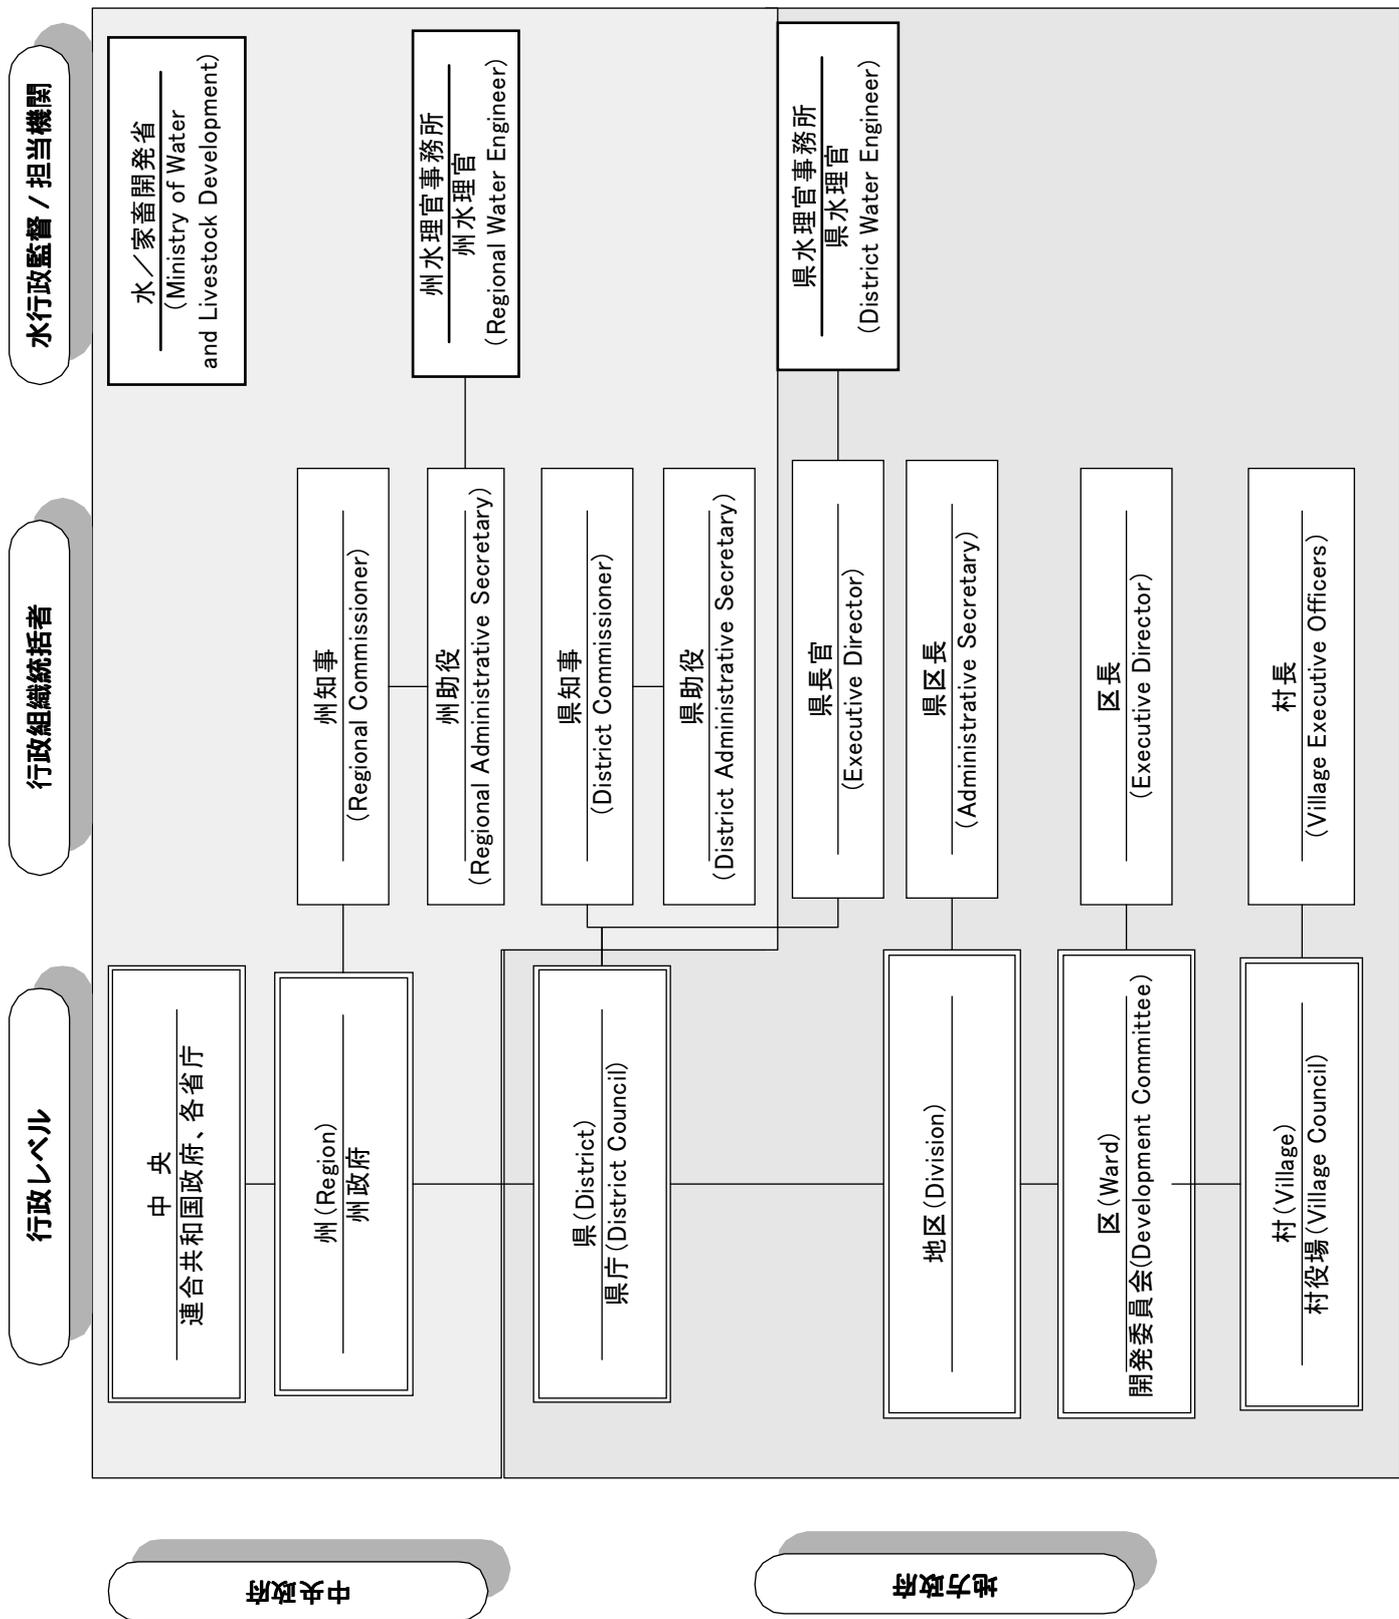 行政レベル
行政組織統括者
水行政監督 / 担当機関
中央政府
中 央
連合共和国政府、各省庁
水／家畜開発省
(Ministry of Water
and Livestock Development)
州(Region)
州政府
州知事
(Regional Commissioner)
州助役
(Regional Administrative Secretary)
州水理官事務所
州水理官
(Regional Water Engineer)
県知事
(District Commissioner)
県助役
(District Administrative Secretary)
地方政府
県(District)
県庁(District Council)
県長官
(Executive Director)
県水理官事務所
県水理官
(District Water Engineer)
地区(Division)
県区長
(Administrative Secretary)
区(Ward)
開発委員会(Development Committee)
区長
(Executive Director)
村(Village)
村役場(Village Council)
村長
(Village Executive Officers)